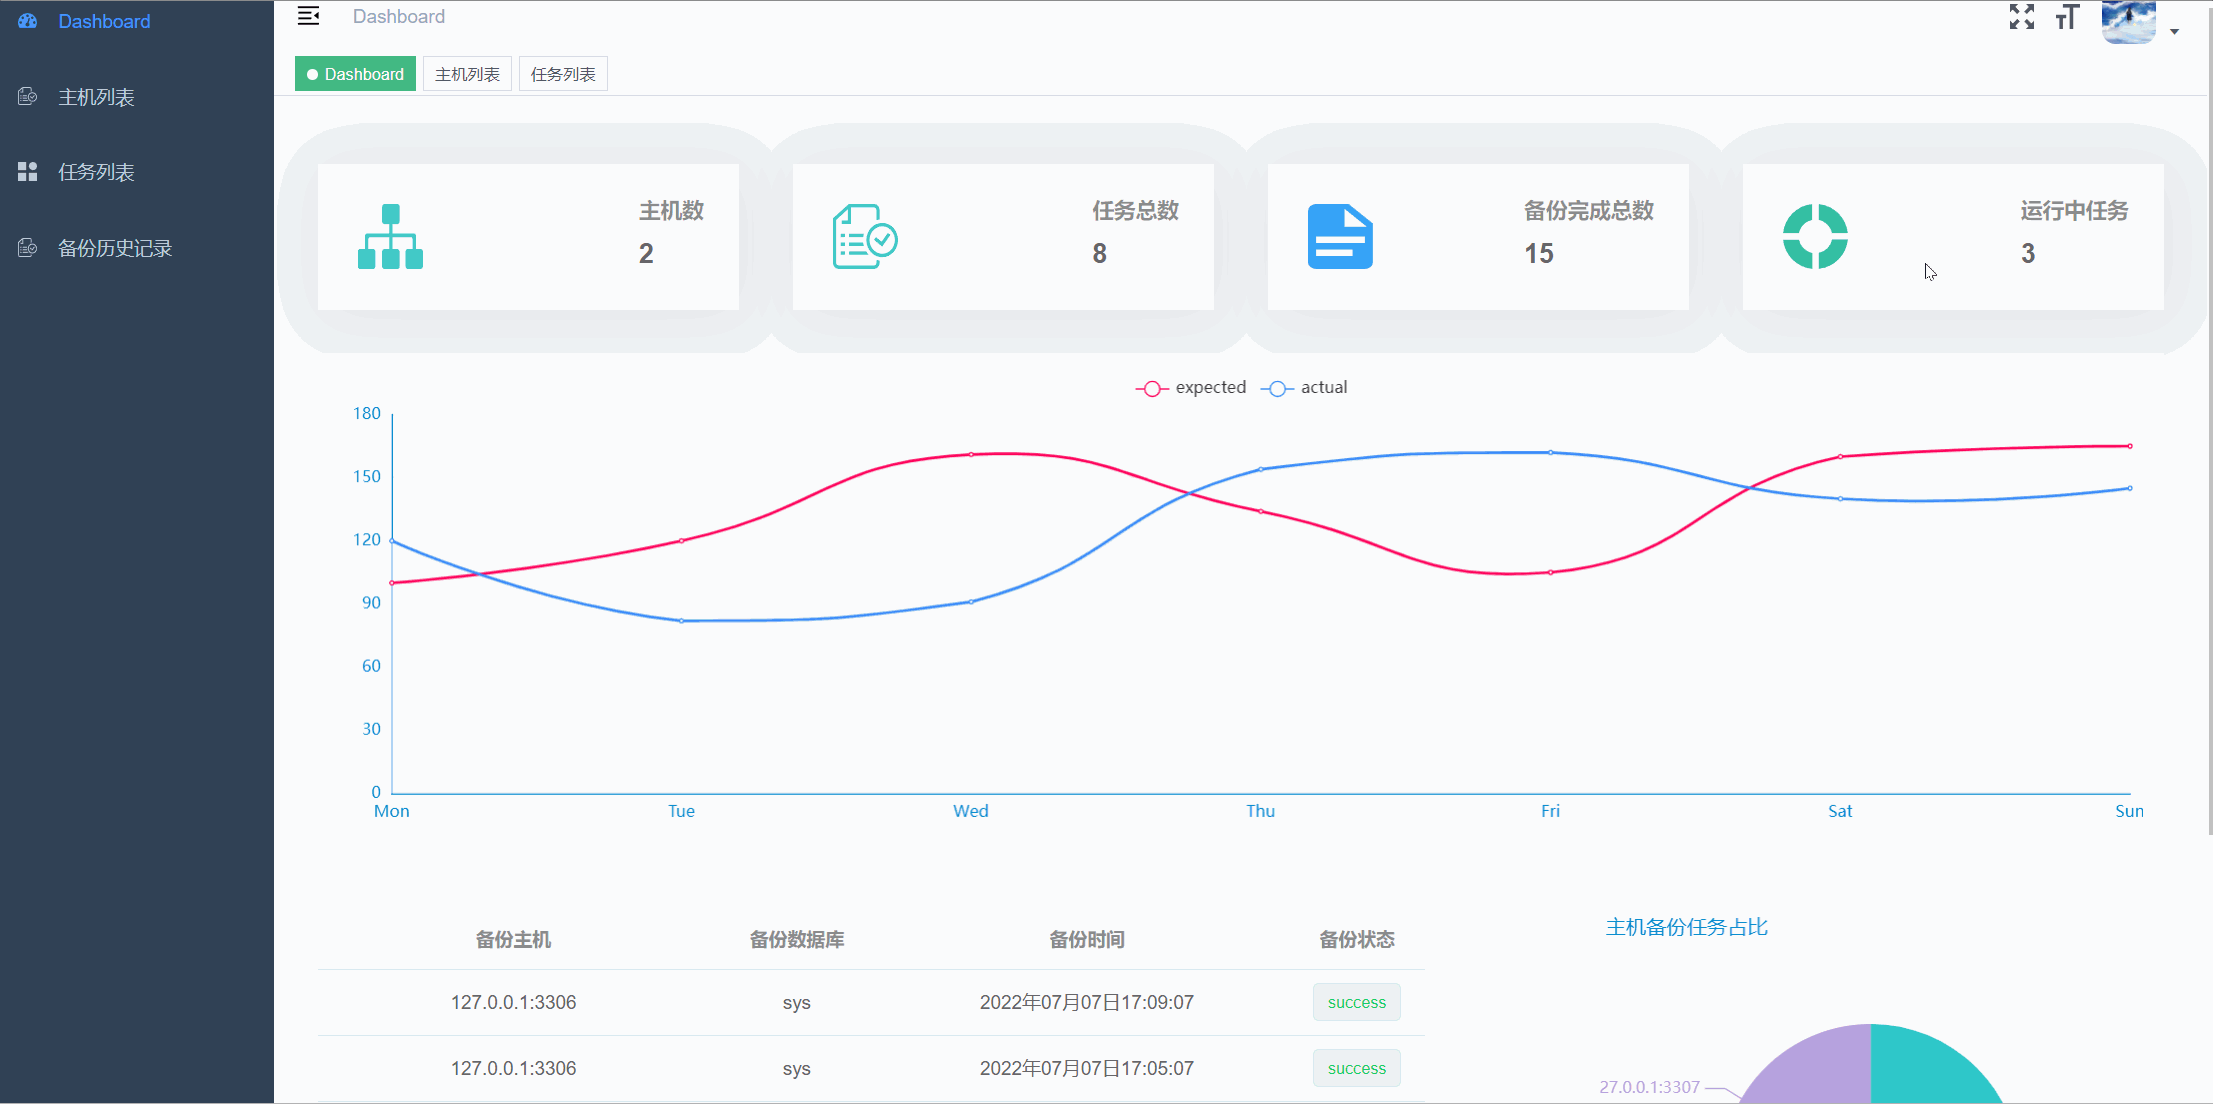 Dashboard
主机列表
任务列表
备份历史记录
Dashboard
Dashboard 主机列表 任务列表
主机数
2
任务总数
8
备份完成总数
15
运行中任务
3
expected actual
180
150
120
90
60
30
0
Mon Tue Wed Thu Fri Sat Sun
备份主机 备份数据库 备份时间 备份状态
127.0.0.1:3306 sys 2022年07月07日17:09:07 success
127.0.0.1:3306 sys 2022年07月07日17:05:07 success
主机备份任务占比
27.0.0.1:3307